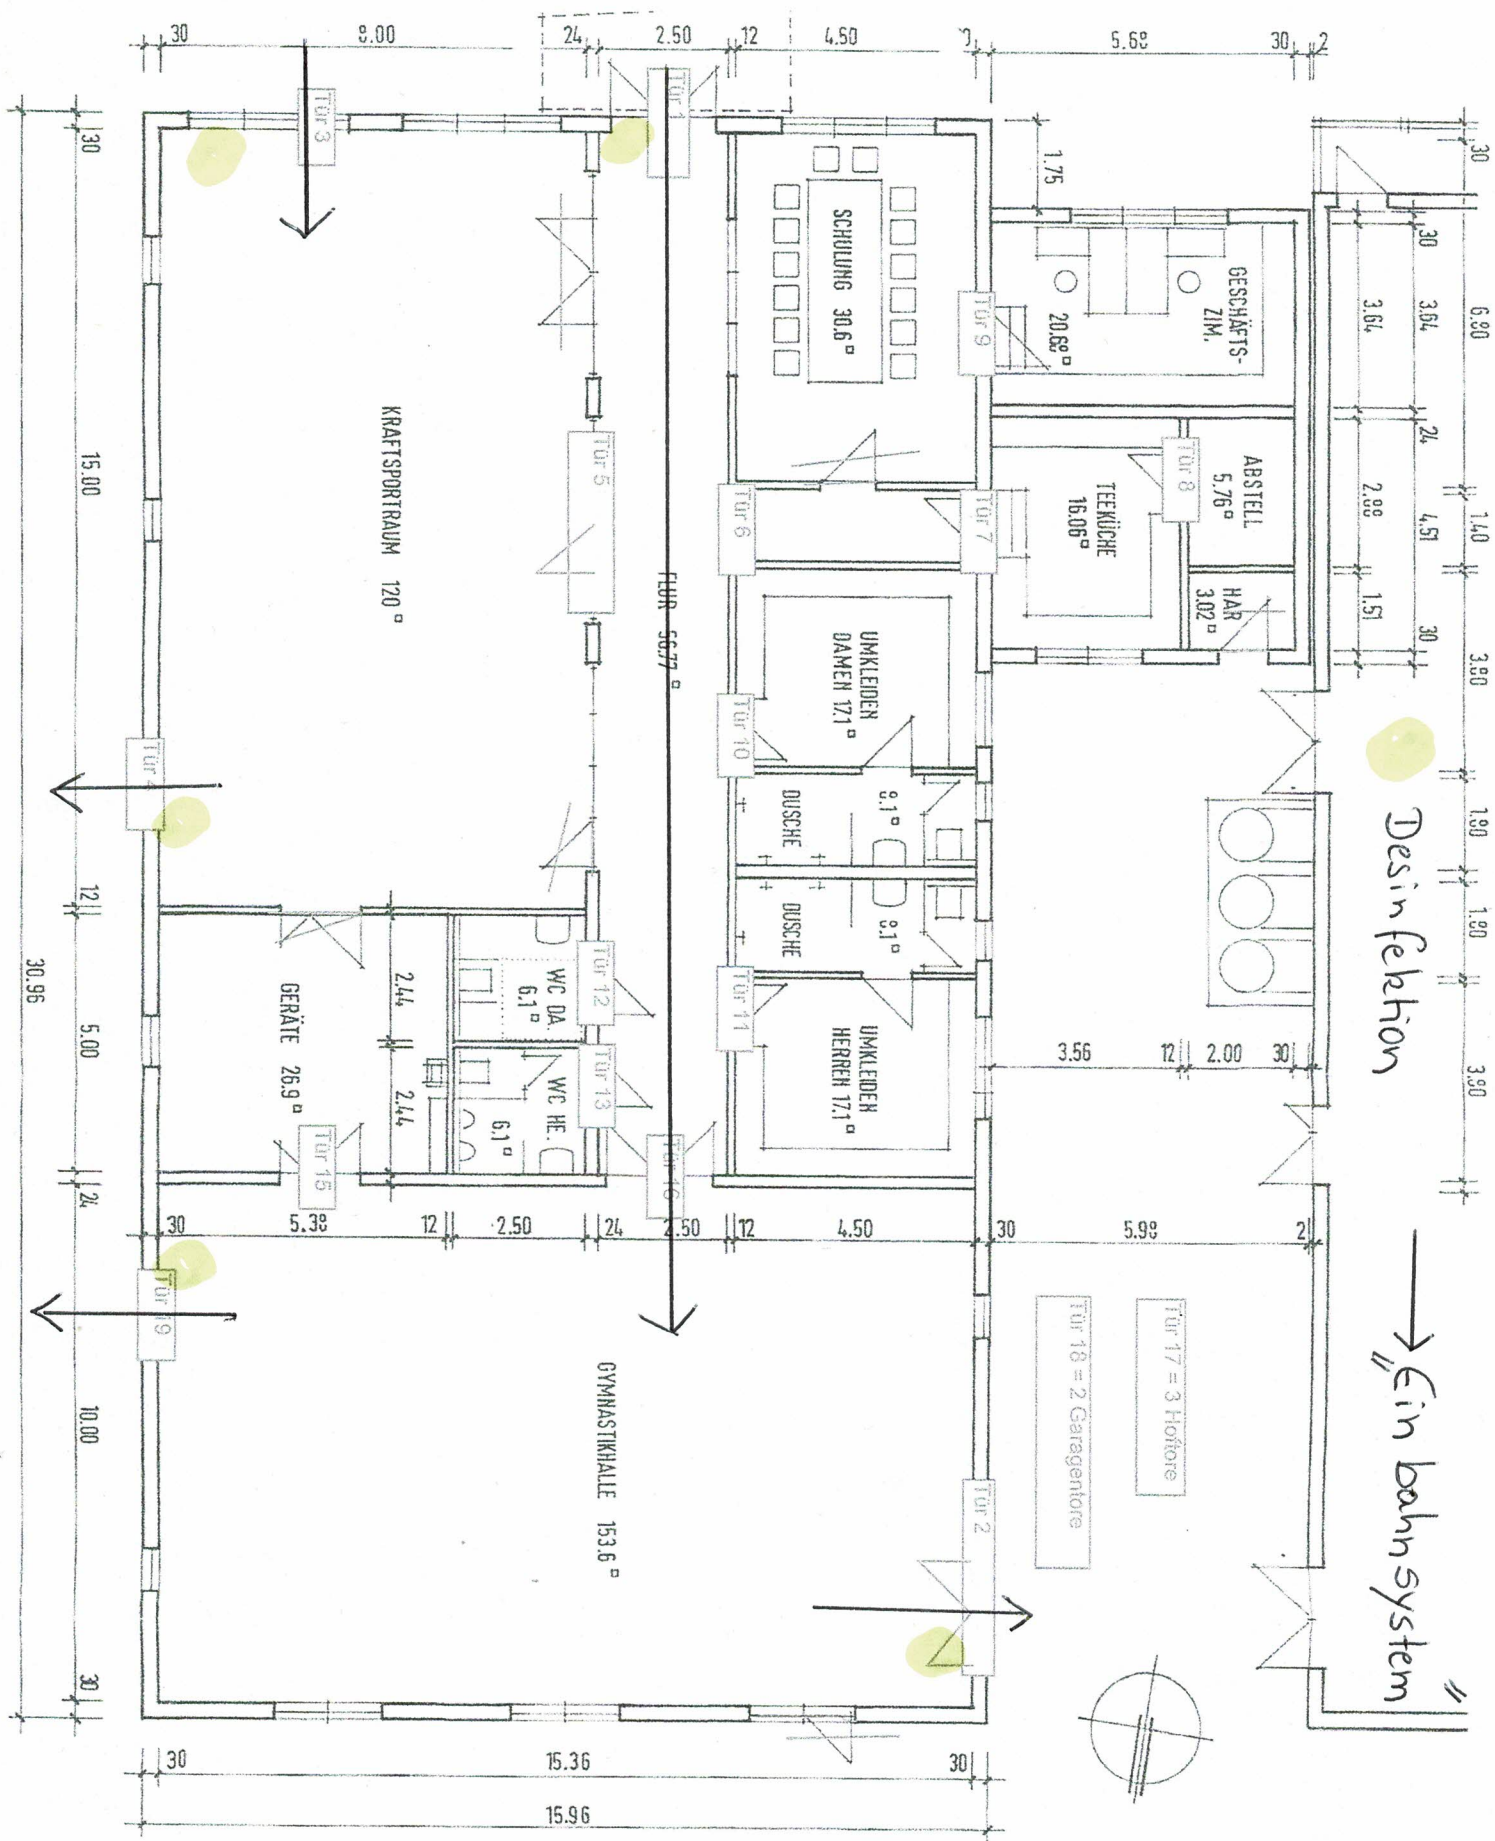 30
8.00
24
2.50
12
4.50
5.68
30
2
Tür 3
Tür 1
1.75
30
30
30
6.80
3.64
3.64
SCHULUNG 30.6
GESCHÄFTS-
ZIM.
20.68
Tür 9
KRAFTSPORTRAUM 120
15.00
Tür 5
Tür 6
Tür 7
Tür 8
TEEKÜCHE
16.06
ABSTELL
5.76
24
2.88
4.51
1.40
HAR
3.02
1.51
30
3.80
FLUR 56.77
UMKLEIDEN
DAMEN 17.1
Tür 10
Tür 4
DUSCHE
8.1
DUSCHE
8.1
1.80
1.80
Desinfektion
12
30.96
5.00
GERÄTE 26.9
2.44
2.44
WC DA.
6.1
Tür 12
WC HE.
6.1
Tür 13
Tür 11
UMKLEIDEN
HERREN 17.1
3.56
12
2.00
30
3.80
Tür 15
Tür 16
24
30
5.38
12
2.50
24
2.50
12
4.50
30
5.98
2
Tür 19
10.00
GYMNASTIKHALLE 153.6
Tür 2
Tür 18 = 2 Garagentore
Tür 17 = 3 Hoftore
"Ein bahnsystem"
30
30
15.36
30
15.96